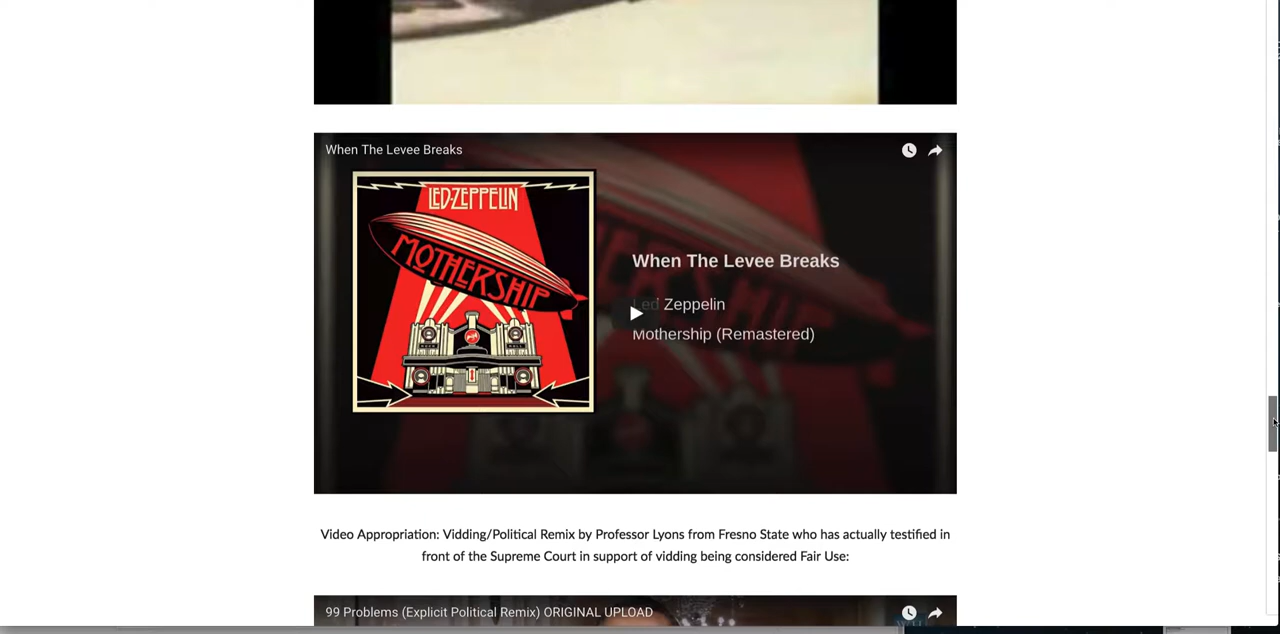 When The Levee Breaks
LED-ZEPPELIN
MOTHERSHIP
When The Levee Breaks
Led Zeppelin
Mothership (Remastered)
Video Appropriation: Vidding/Political Remix by Professor Lyons from Fresno State who has actually testified in
front of the Supreme Court in support of vidding being considered Fair Use:
99 Problems (Explicit Political Remix) ORIGINAL UPLOAD